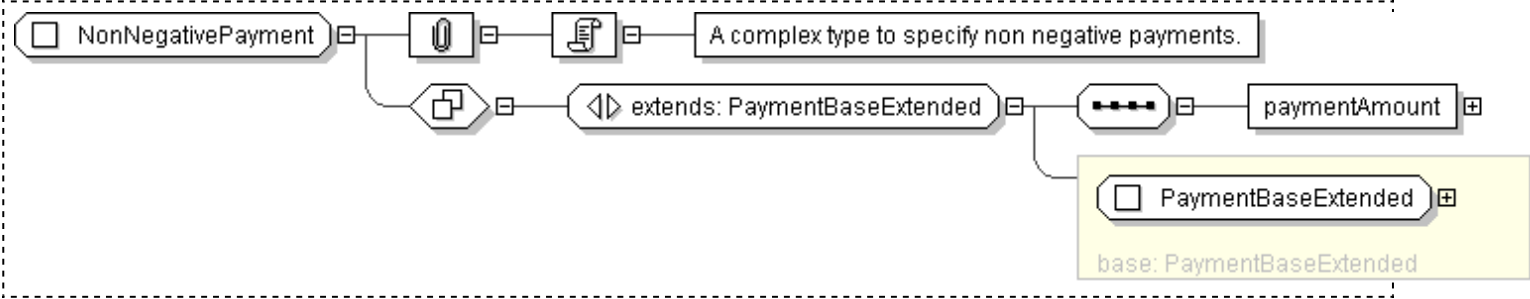 NonNegativePayment
A complex type to specify non negative payments.
extends: PaymentBaseExtended
paymentAmount
PaymentBaseExtended
base: PaymentBaseExtended